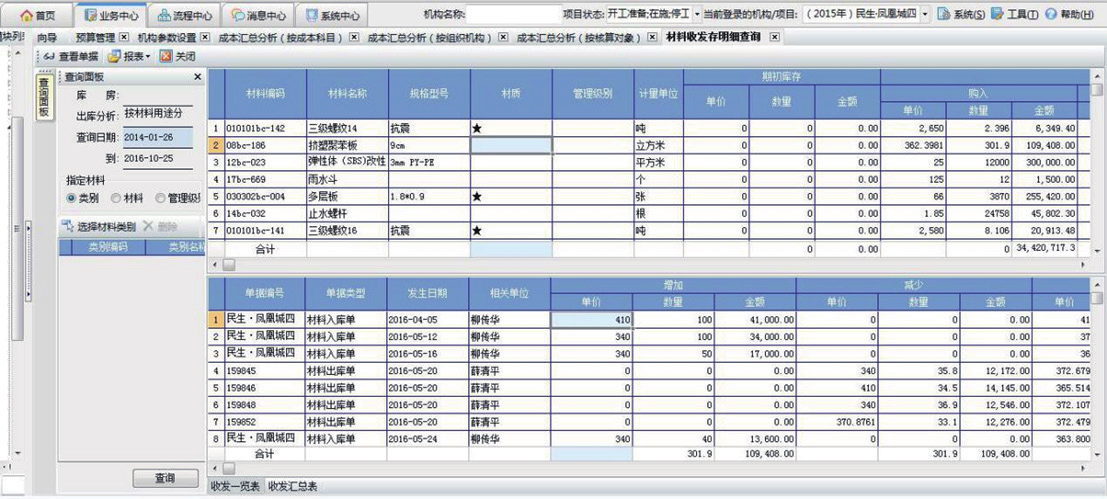 首页 业务中心 流程中心 消息中心 系统中心 机构名称: 项目状态: 开工准备;在施;停工 当前登录的机构/项目: (2015年)民生·凤凰城四 系统(S) 工具(T) 帮助(H)
模块列表 向导 预算管理 机构参数设置 成本汇总分析(按成本科目) 成本汇总分析(按组织机构) 成本汇总分析(按核算对象) 材料收发存明细查询
查看单据 报表 关闭
查询面板
查询面板
库 房:
出库分析: 按材料用途分
查询日期: 2014-01-26
到: 2016-10-25
指定材料
类别 材料 管理级别
选择材料类别 删除
类别编码 类别名称
查询
材料编码 材料名称 规格型号 材质 管理级别 计量单位 期初库存 购入
单价 数量 金额 单价 数量 金额
1 010101bc-142 三级螺纹14 抗震 ★ 吨 0 0 0.00 2,650 2.396 6,349.40
2 08bc-186 挤塑聚苯板 9cm 立方米 0 0 0.00 362.3981 301.9 109,408.00
3 12bc-023 弹性体(SBS)改性 3mm PY-PE 平方米 0 0 0.00 25 12000 300,000.00
4 17bc-669 雨水斗 个 0 0 0.00 125 12 1,500.00
5 030302bc-004 多层板 1.8*0.9 ★ 张 0 0 0.00 66 3870 255,420.00
6 14bc-032 止水螺杆 根 0 0 0.00 1.85 24758 45,802.30
7 010101bc-141 三级螺纹16 抗震 ★ 吨 0 0 0.00 2,580 8.106 20,913.48
合计 0 0.00 0 34,420,717.3
单据编号 单据类型 发生日期 相关单位 增加 减少
单价 数量 金额 单价 数量 金额 单价
1 民生·凤凰城四 材料入库单 2016-04-05 柳传华 410 100 41,000.00 0 0 0.00 41
2 民生·凤凰城四 材料入库单 2016-05-12 柳传华 340 100 34,000.00 0 0 0.00 37
3 民生·凤凰城四 材料入库单 2016-05-16 柳传华 340 50 17,000.00 0 0 0.00 36
4 159845 材料出库单 2016-05-20 薛清平 0 0 0.00 340 35.8 12,172.00 372.679
5 159846 材料出库单 2016-05-20 薛清平 0 0 0.00 410 34.5 14,145.00 365.514
6 159848 材料出库单 2016-05-20 薛清平 0 0 0.00 340 36.9 12,546.00 372.107
7 159852 材料出库单 2016-05-20 薛清平 0 0 0.00 370.8761 33.1 12,276.00 372.479
8 民生·凤凰城四 材料入库单 2016-05-24 柳传华 340 40 13,600.00 0 0 0.00 363.800
合计 301.9 109,408.00 301.9 109,408.00
收发一览表 收发汇总表